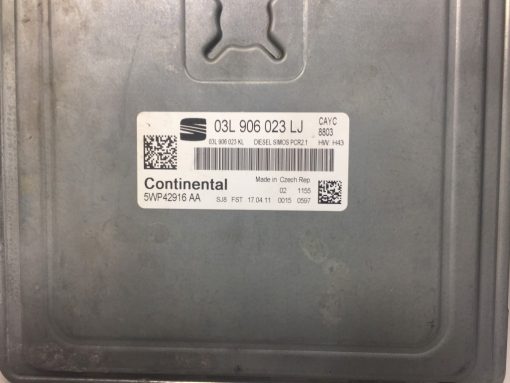 03L 906 023 LJ CAYC
8803
03L 906 023 KL DIESEL SIMOS PCR2.1 HW: H43
Continental Made in Czech Rep.
5WP42916 AA 02 1155
SJ8 FST 17.04.11 0015 0597